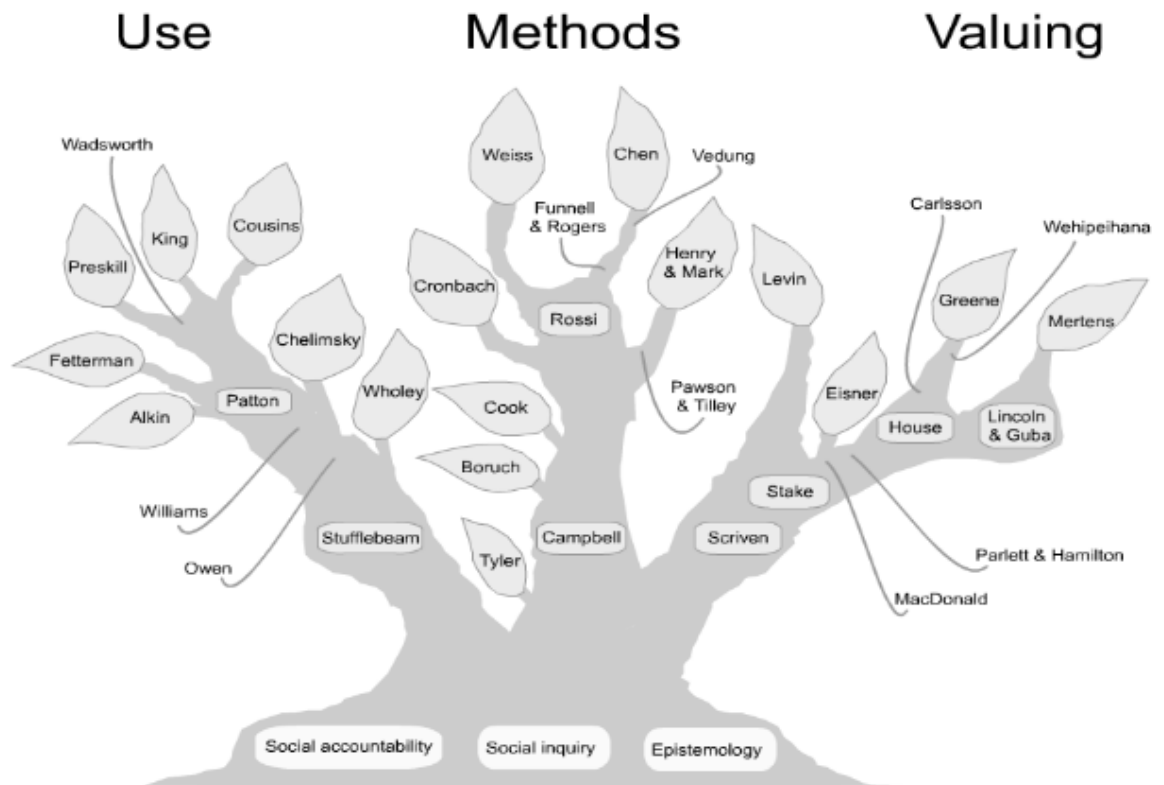 Use
Methods
Valuing
Wadsworth
King
Cousins
Preskill
Chelimsky
Fetterman
Wholey
Patton
Alkin
Williams
Stufflebeam
Owen
Weiss
Chen
Vedung
Funnell
& Rogers
Henry
& Mark
Cronbach
Rossi
Pawson
& Tilley
Cook
Boruch
Campbell
Tyler
Levin
Carlsson
Wehipeihana
Greene
Mertens
Eisner
House
Lincoln
& Guba
Stake
Scriven
Parlett & Hamilton
MacDonald
Social accountability
Social inquiry
Epistemology